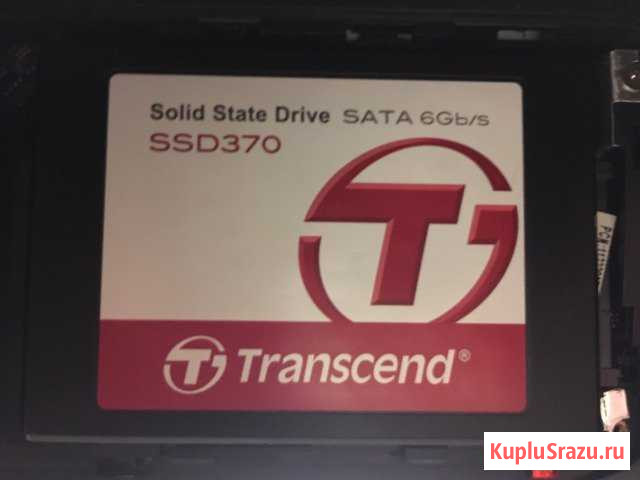 Solid State Drive SATA 6Gb/s
SSD370
Transcend®
KupluSrazu.ru